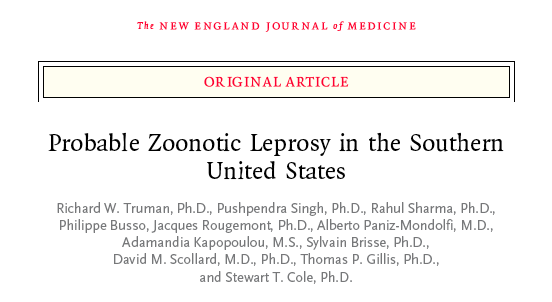 The NEW ENGLAND JOURNAL of MEDICINE
ORIGINAL ARTICLE
Probable Zoonotic Leprosy in the Southern
United States
Richard W. Truman, Ph.D., Pushpendra Singh, Ph.D., Rahul Sharma, Ph.D.,
Philippe Busso, Jacques Rougemont, Ph.D., Alberto Paniz-Mondolfi, M.D.,
Adamandia Kapopoulou, M.S., Sylvain Brisse, Ph.D.,
David M. Scollard, M.D., Ph.D., Thomas P. Gillis, Ph.D.,
and Stewart T. Cole, Ph.D.